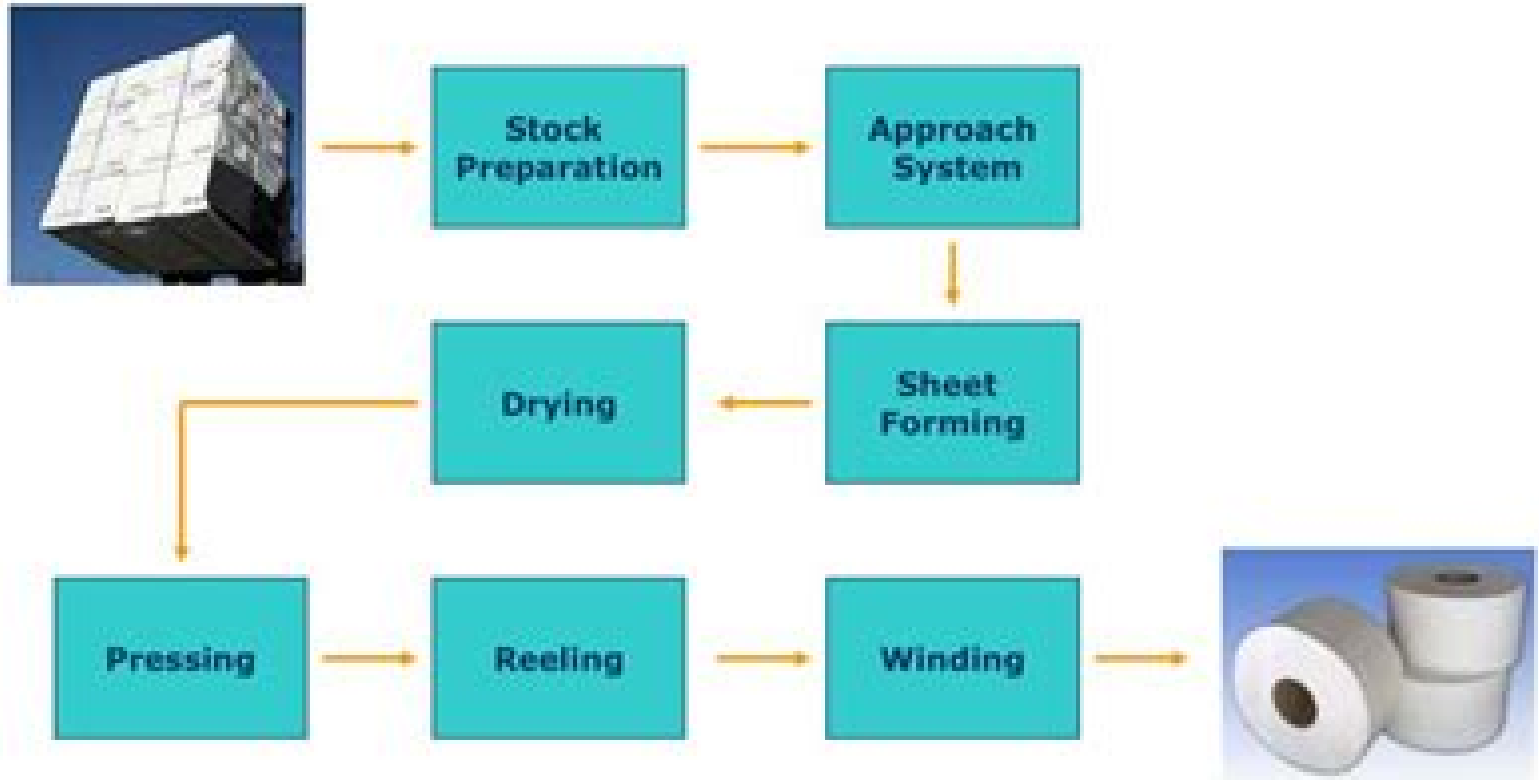 Stock
Preparation
Approach
System
Sheet
Forming
Drying
Pressing
Reeling
Winding